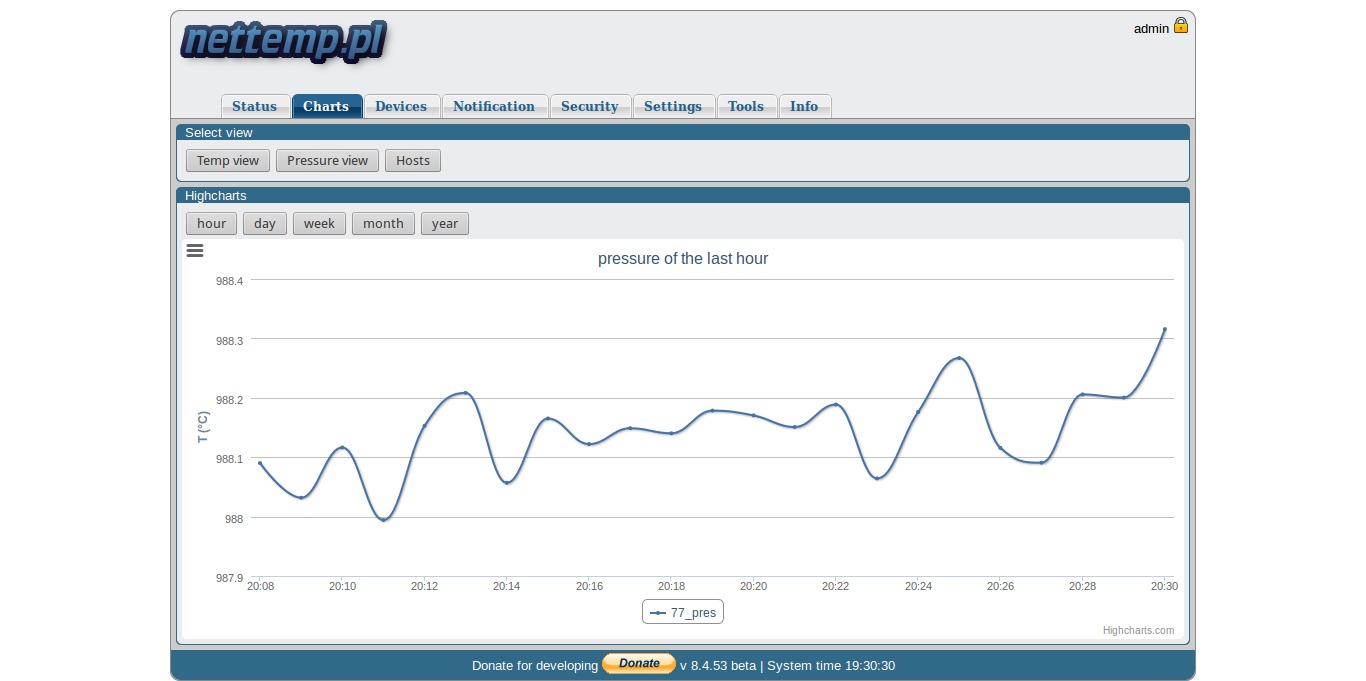 nettemp.pl
admin
Status Charts Devices Notification Security Settings Tools Info
Select view
Temp view Pressure view Hosts
Highcharts
hour day week month year
pressure of the last hour
988.4
988.3
988.2
988.1
988
987.9
T (°C)
20:08 20:10 20:12 20:14 20:16 20:18 20:20 20:22 20:24 20:26 20:28 20:30
77_pres
Highcharts.com
Donate for developing Donate v 8.4.53 beta | System time 19:30:30